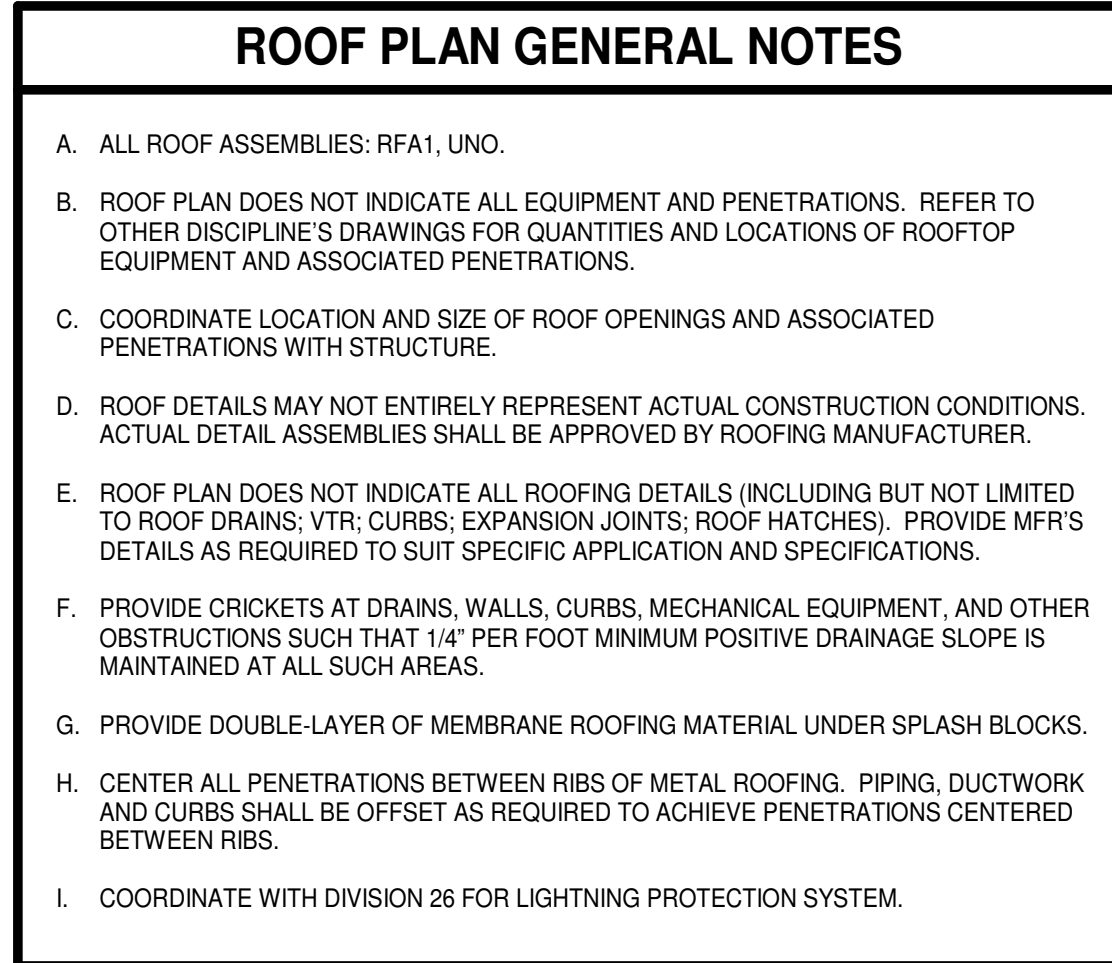 ROOF PLAN GENERAL NOTES
A. ALL ROOF ASSEMBLIES: RFA1, UNO.
B. ROOF PLAN DOES NOT INDICATE ALL EQUIPMENT AND PENETRATIONS. REFER TO
OTHER DISCIPLINE'S DRAWINGS FOR QUANTITIES AND LOCATIONS OF ROOFTOP
EQUIPMENT AND ASSOCIATED PENETRATIONS.
C. COORDINATE LOCATION AND SIZE OF ROOF OPENINGS AND ASSOCIATED
PENETRATIONS WITH STRUCTURE.
D. ROOF DETAILS MAY NOT ENTIRELY REPRESENT ACTUAL CONSTRUCTION CONDITIONS.
ACTUAL DETAIL ASSEMBLIES SHALL BE APPROVED BY ROOFING MANUFACTURER.
E. ROOF PLAN DOES NOT INDICATE ALL ROOFING DETAILS (INCLUDING BUT NOT LIMITED
TO ROOF DRAINS; VTR; CURBS; EXPANSION JOINTS; ROOF HATCHES). PROVIDE MFR'S
DETAILS AS REQUIRED TO SUIT SPECIFIC APPLICATION AND SPECIFICATIONS.
F. PROVIDE CRICKETS AT DRAINS, WALLS, CURBS, MECHANICAL EQUIPMENT, AND OTHER
OBSTRUCTIONS SUCH THAT 1/4" PER FOOT MINIMUM POSITIVE DRAINAGE SLOPE IS
MAINTAINED AT ALL SUCH AREAS.
G. PROVIDE DOUBLE-LAYER OF MEMBRANE ROOFING MATERIAL UNDER SPLASH BLOCKS.
H. CENTER ALL PENETRATIONS BETWEEN RIBS OF METAL ROOFING. PIPING, DUCTWORK
AND CURBS SHALL BE OFFSET AS REQUIRED TO ACHIEVE PENETRATIONS CENTERED
BETWEEN RIBS.
I. COORDINATE WITH DIVISION 26 FOR LIGHTNING PROTECTION SYSTEM.